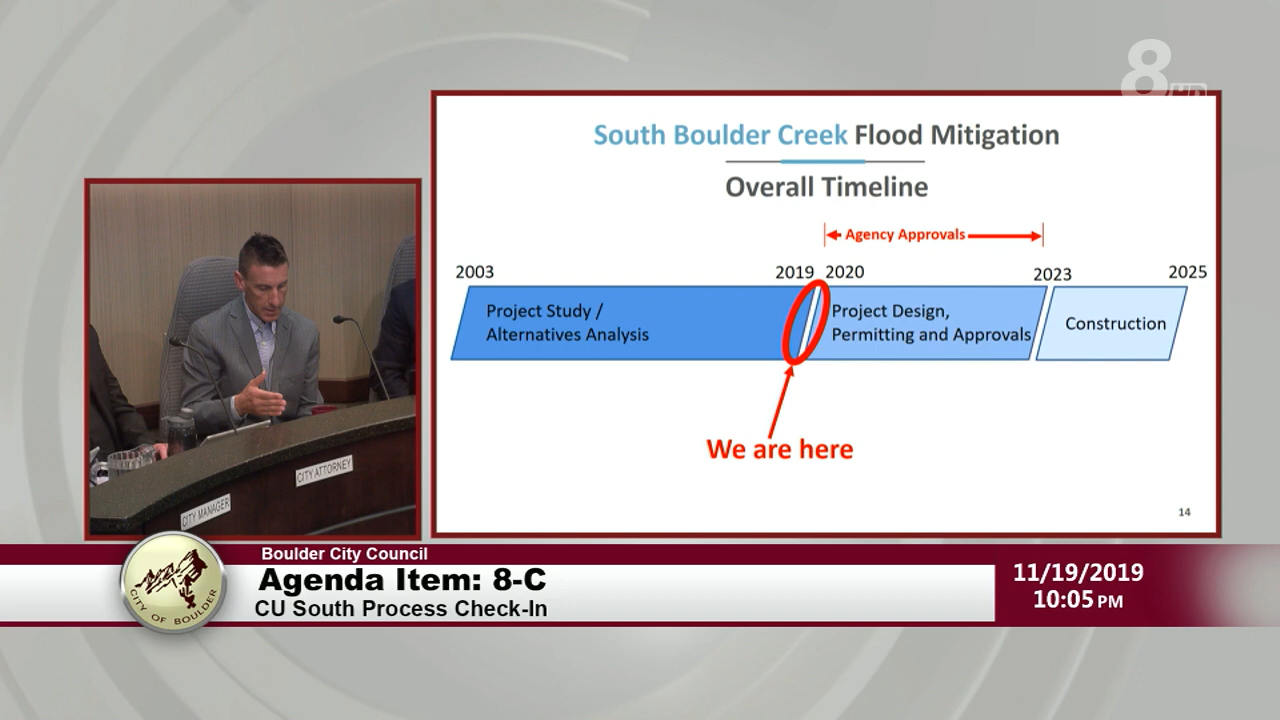 8
HD
South Boulder Creek Flood Mitigation
Overall Timeline
Agency Approvals
2003
2019
2020
2023
2025
Project Study /
Alternatives Analysis
Project Design,
Permitting and Approvals
Construction
We are here
14
CITY ATTORNEY
CITY MANAGER
Boulder City Council
Agenda Item: 8-C
CU South Process Check-In
CITY OF BOULDER
11/19/2019
10:05 PM